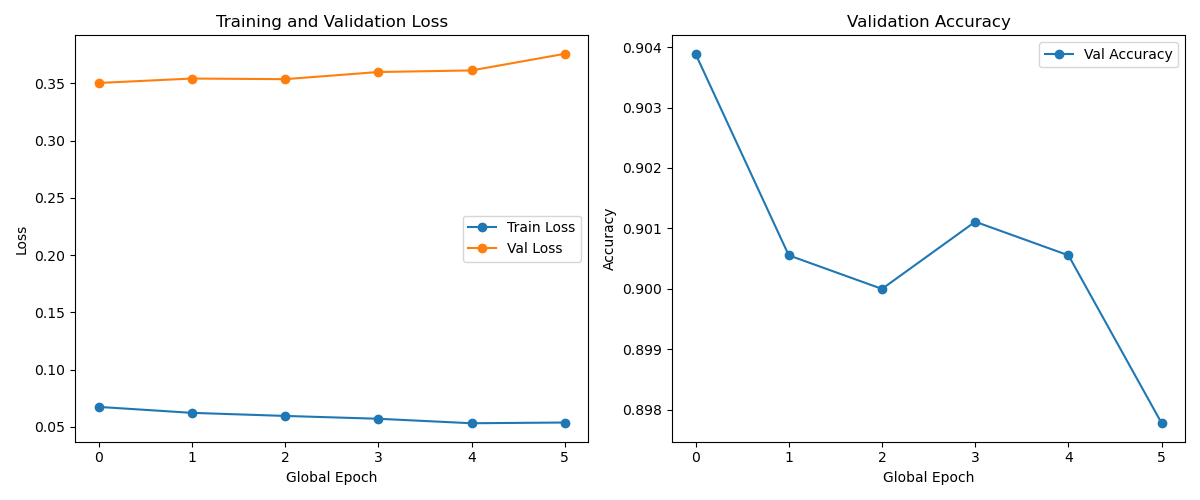 Training and Validation Loss
0.35
0.30
0.25
0.20
0.15
0.10
0.05
Loss
Train Loss
Val Loss
0 1 2 3 4 5
Global Epoch
Validation Accuracy
0.904
0.903
0.902
0.901
0.900
0.899
0.898
Accuracy
Val Accuracy
0 1 2 3 4 5
Global Epoch